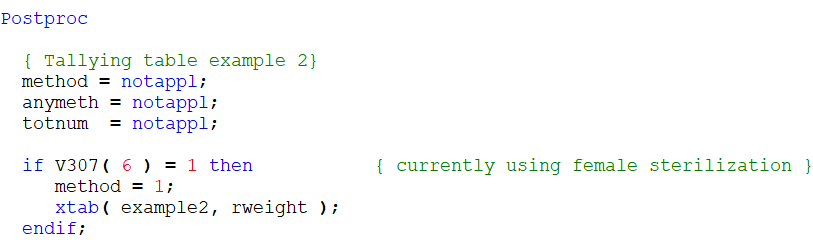 Postproc
{ Tallying table example 2}
method = notappl;
anymeth = notappl;
totnum  = notappl;
if V307( 6 ) = 1 then { currently using female sterilization }
method = 1;
xtab( example2, rweight );
endif;